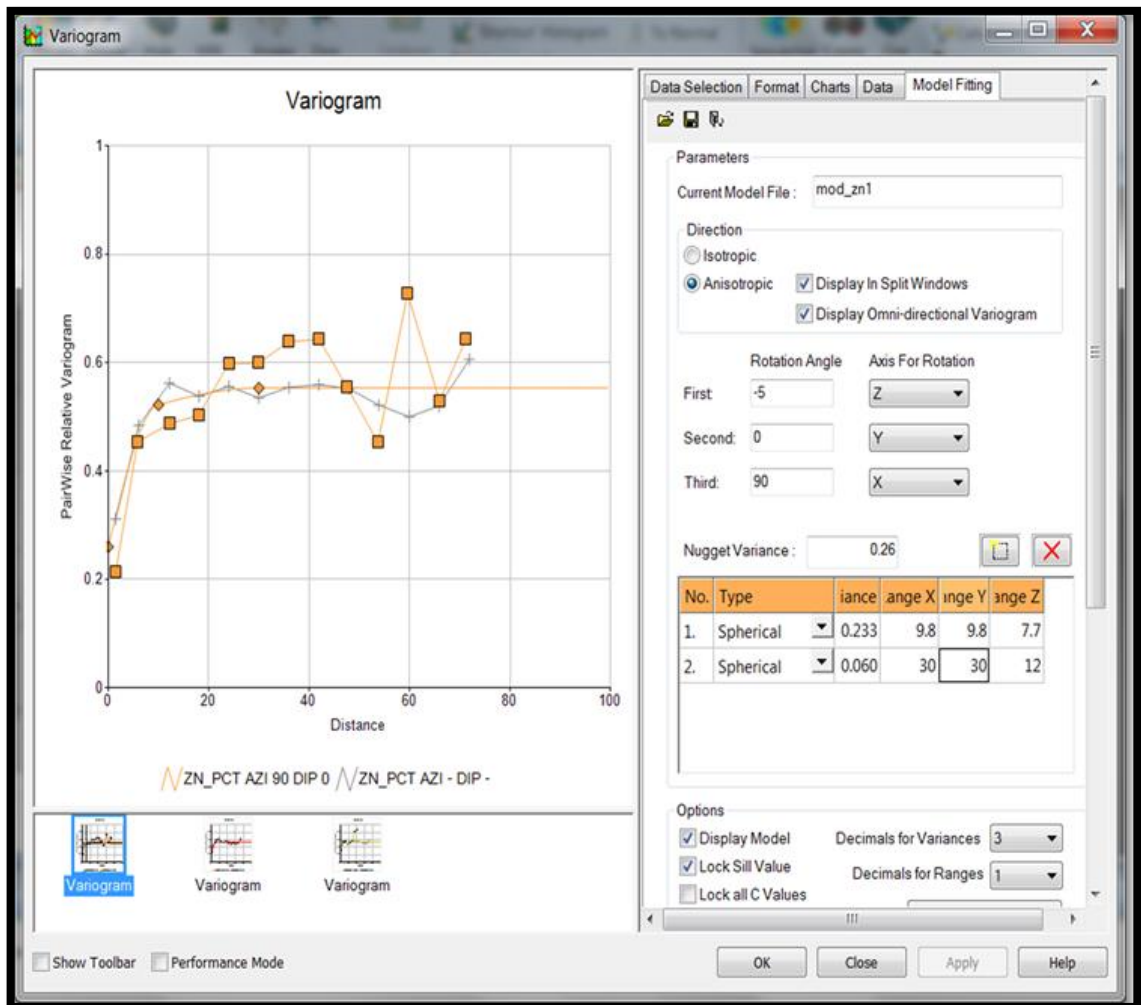 Variogram
Variogram
1
0.8
0.6
0.4
0.2
0
0 20 40 60 80 100
PairWise Relative Variogram
Distance
ZN_PCT AZI 90 DIP 0 ZN_PCT AZI - DIP -
Variogram Variogram Variogram
Data Selection Format Charts Data Model Fitting
Parameters
Current Model File : mod_zn1
Direction
Isotropic
Anisotropic Display In Split Windows
Display Omni-directional Variogram
Rotation Angle Axis For Rotation
First: -5 Z
Second: 0 Y
Third: 90 X
Nugget Variance : 0.26
No. Type iance ange X ange Y ange Z
1. Spherical 0.233 9.8 9.8 7.7
2. Spherical 0.060 30 30 12
Options
Display Model Decimals for Variances 3
Lock Sill Value Decimals for Ranges 1
Lock all C Values
Show Toolbar Performance Mode OK Close Apply Help